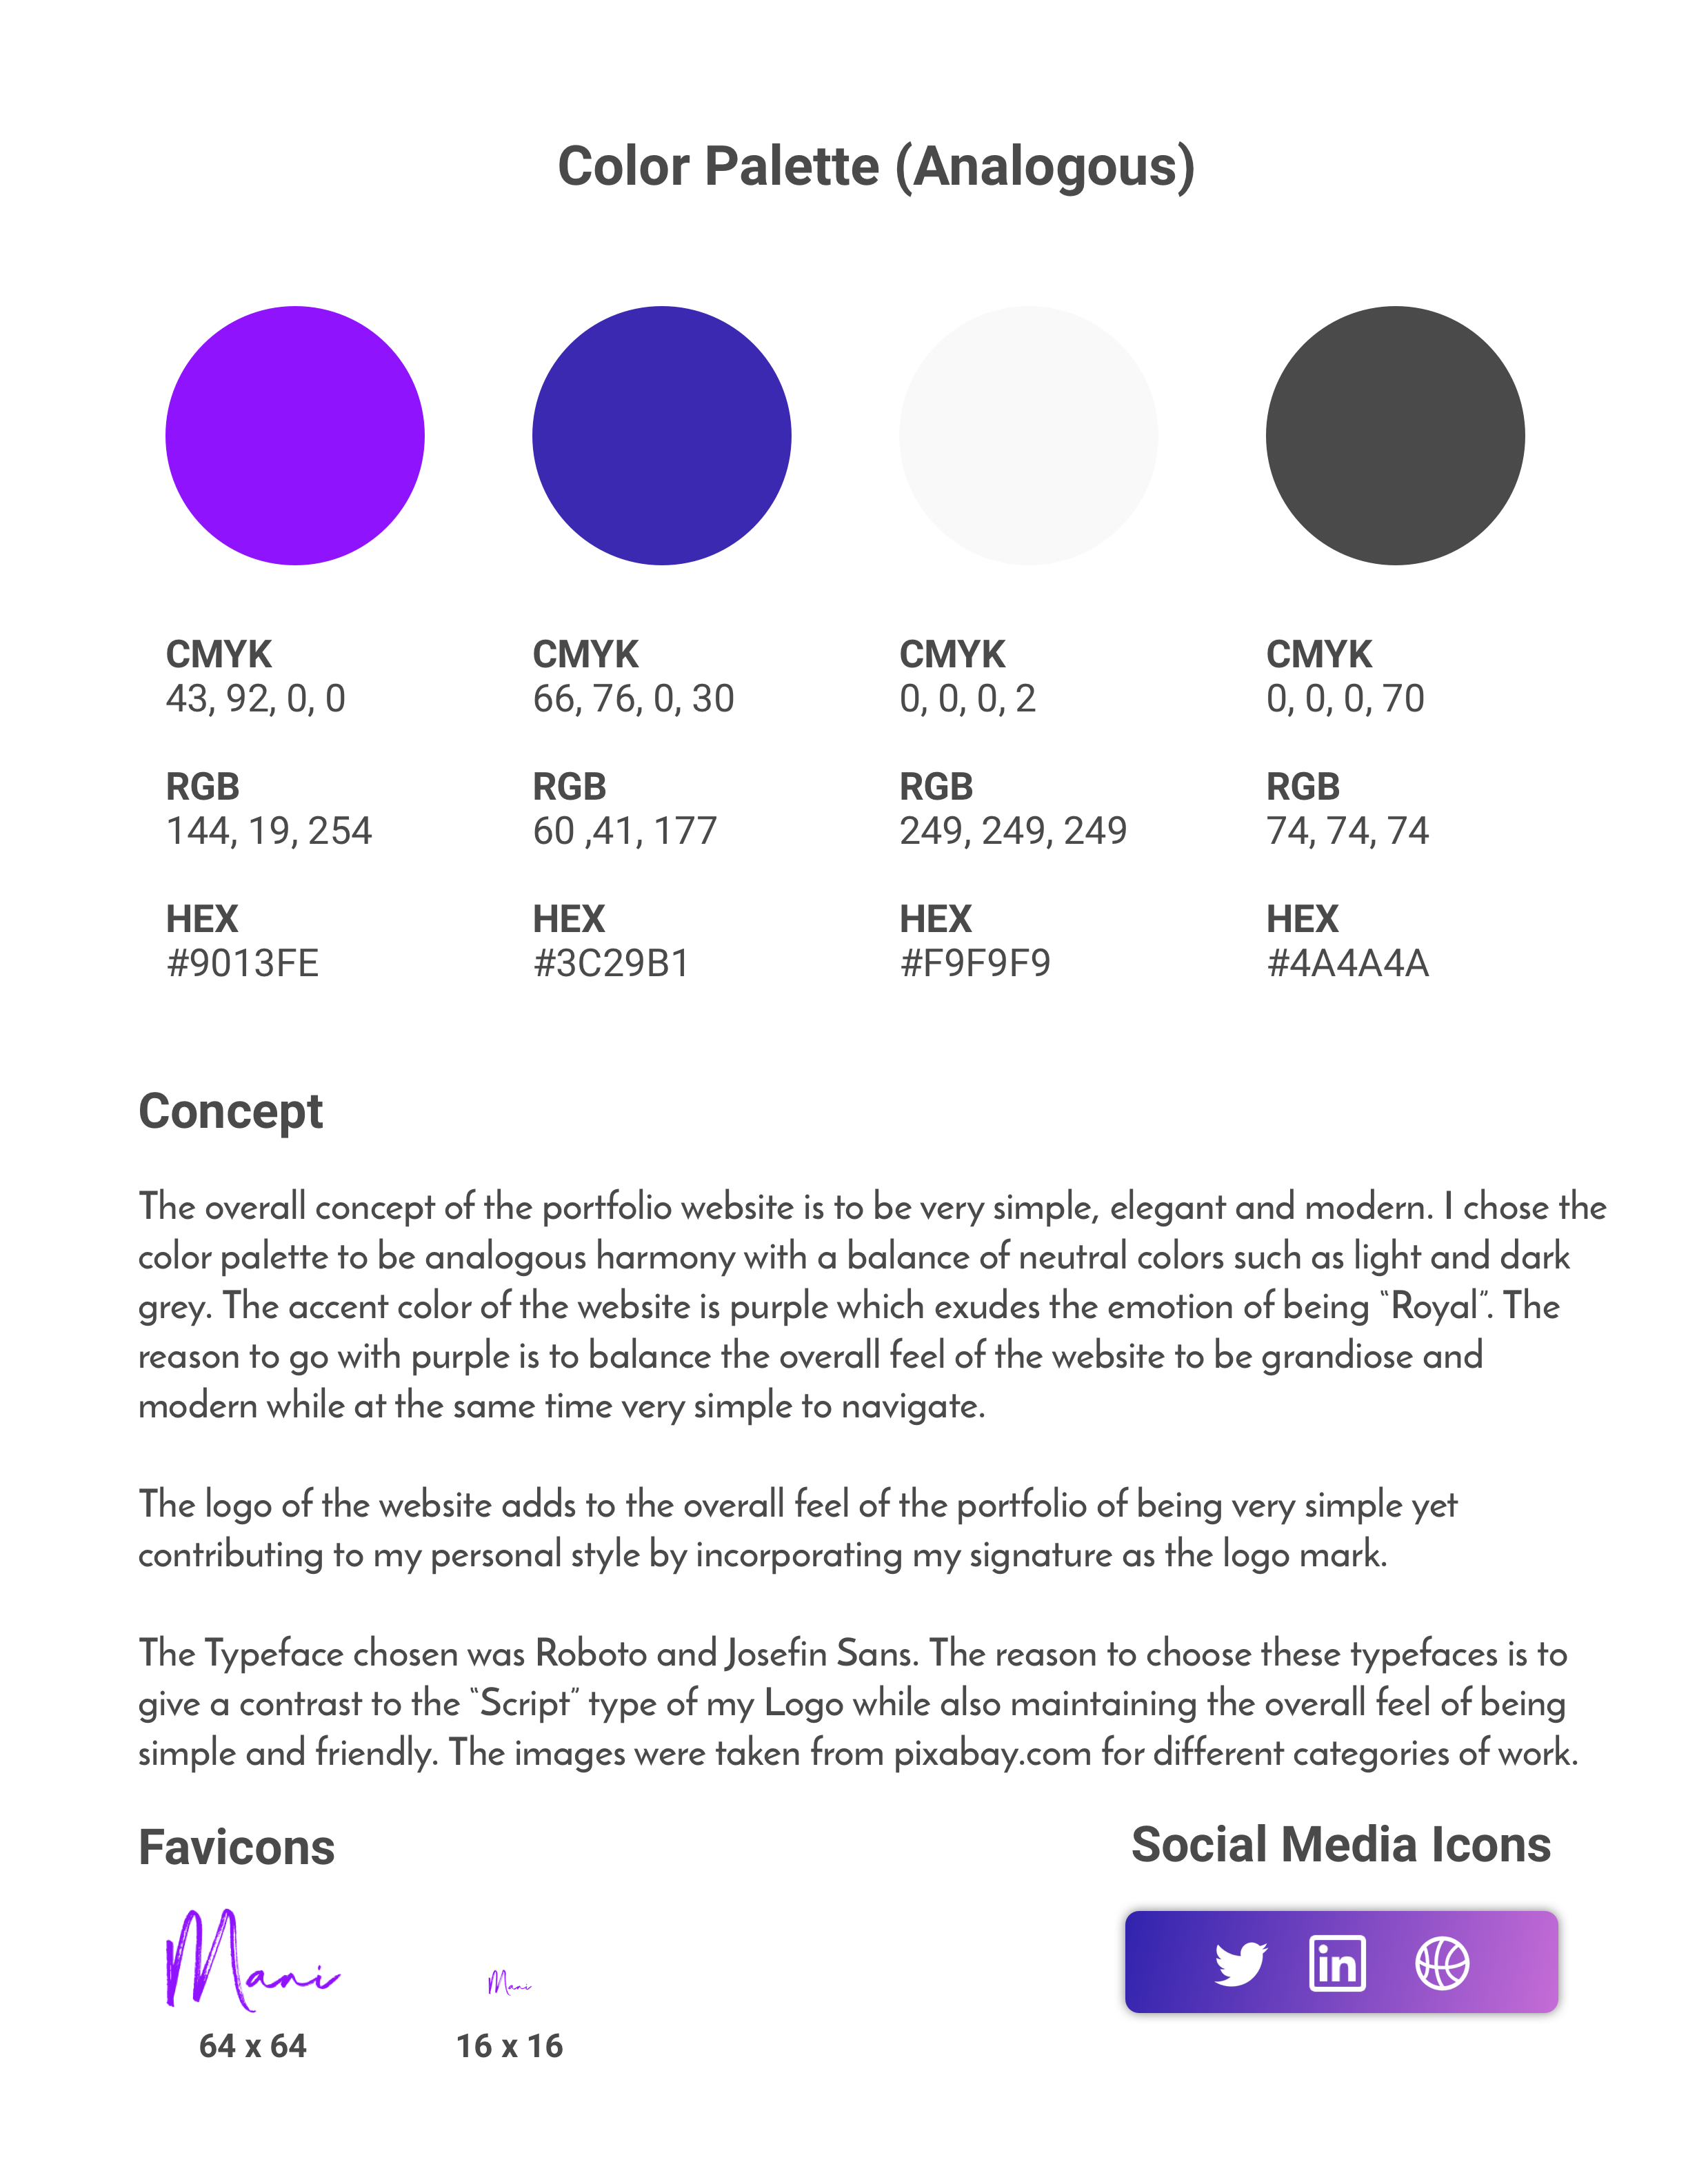 Color Palette (Analogous)
CMYK
43, 92, 0, 0
CMYK
66, 76, 0, 30
CMYK
0, 0, 0, 2
CMYK
0, 0, 0, 70
RGB
144, 19, 254
RGB
60 ,41, 177
RGB
249, 249, 249
RGB
74, 74, 74
HEX
#9013FE
HEX
#3C29B1
HEX
#F9F9F9
HEX
#4A4A4A
Concept
The overall concept of the portfolio website is to be very simple, elegant and modern. I chose the
color palette to be analogous harmony with a balance of neutral colors such as light and dark
grey. The accent color of the website is purple which exudes the emotion of being “Royal”. The
reason to go with purple is to balance the overall feel of the website to be grandiose and
modern while at the same time very simple to navigate.
The logo of the website adds to the overall feel of the portfolio of being very simple yet
contributing to my personal style by incorporating my signature as the logo mark.
The Typeface chosen was Roboto and Josefin Sans. The reason to choose these typefaces is to
give a contrast to the “Script” type of my Logo while also maintaining the overall feel of being
simple and friendly. The images were taken from pixabay.com for different categories of work.
Favicons
Mani
64 x 64
Mani
16 x 16
Social Media Icons
in